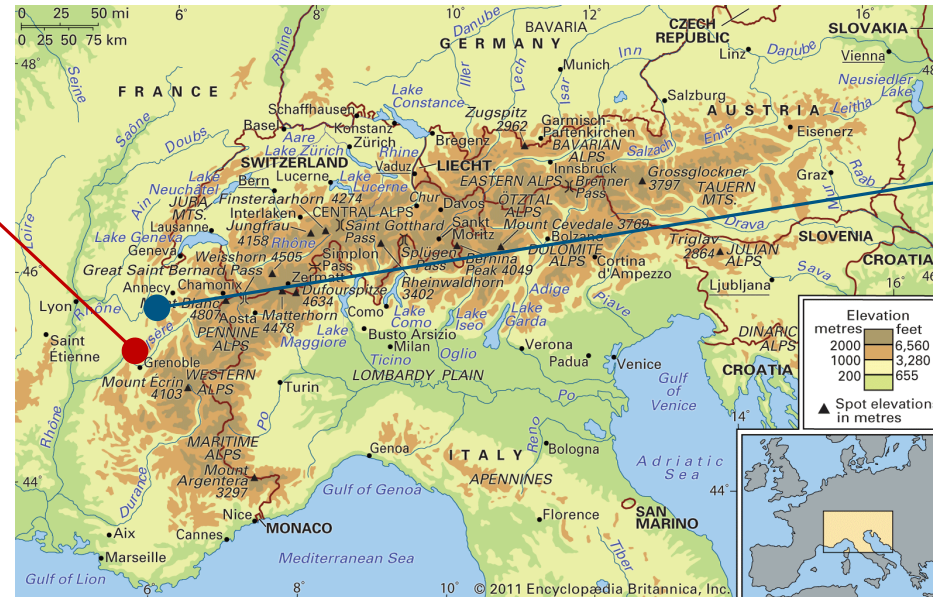 0 25 50 mi
0 25 50 75 km
6°
8°
10°
12°
BAVARIA
CZECH
REPUBLIC
SLOVAKIA
GERMANY
Danube
Rhine
Iller
Lech
Isar
Inn
Munich
Linz
Danube
Vienna
48°
48
Seine
FRANCE
Neusiedler
Lake
Lake
Constance
Zugspitz
2962
Salzburg
AUSTRIA
Leitha
Schaffhausen
Basel
Konstanz
Garmisch-
Partenkirchen
BAVARIAN
ALPS
Salzach
Enns
Eisenerz
Saône
Doubs
Aare
Lake Zürich
Zürich
Bregenz
Rhine
SWITZERLAND
Vaduz
LIECHT.
Innsbruck
EASTERN ALPS
Brenner
Pass
Grossglockner
3797
TAUERN
MTS.
Graz
Mur
Raab
Lake
Neuchâtel
JURA
MTS.
Bern
Lucerne
Lake
Lucerne
Finsteraarhorn 4274
Chur
Davos
ÖTZTAL
ALPS
Ain
Loire
Interlaken
Jungfrau
4158
CENTRAL ALPS
Saint Gotthard
Pass
Sankt
Moritz
Mount Cevedale 3769
Drava
Lausanne
Lake Geneva
Geneva
Rhône
Weisshorn 4505
Simplon
Pass
Splügen
Pass
Bernina
Peak 4049
Bolzano
DOLOMITE
ALPS
Cortina
d'Ampezzo
Triglav
2864
JULIAN
ALPS
SLOVENIA
CROATIA
46°
46
16°
Great Saint Bernard Pass
Zermatt
Rheinwaldhorn
3402
Annecy
Chamonix
Dufourspitze
4634
Mont Blanc
4807
Aosta
Matterhorn
4478
PENNINE
ALPS
Lyon
Rhône
Isère
Como
Lake
Como
Lake
Iseo
Lake
Garda
Adige
Piave
Ljubljana
Sava
Lake
Maggiore
Busto Arsizio
Milan
Oglio
Ticino
Verona
Padua
Venice
Saint
Étienne
Grenoble
Mount Écrin
4103
WESTERN
ALPS
Turin
LOMBARDY PLAIN
Gulf
of
Venice
DINARIC
ALPS
CROATIA
Elevation
metres feet
2000 6,560
1000 3,280
200 655
Spot elevations
in metres
14°
Rhône
Po
Po
Reno
MARITIME
ALPS
Mount
Argentera
3297
Genoa
ITALY
Bologna
APENNINES
Adriatic
Sea
44°
44°
Durance
Gulf of Genoa
Nice
MONACO
Florence
SAN
MARINO
Aix
Cannes
Marseille
Mediterranean Sea
Tiber
Gulf of Lion
6°
8°
10°
© 2011 Encyclopædia Britannica, Inc.